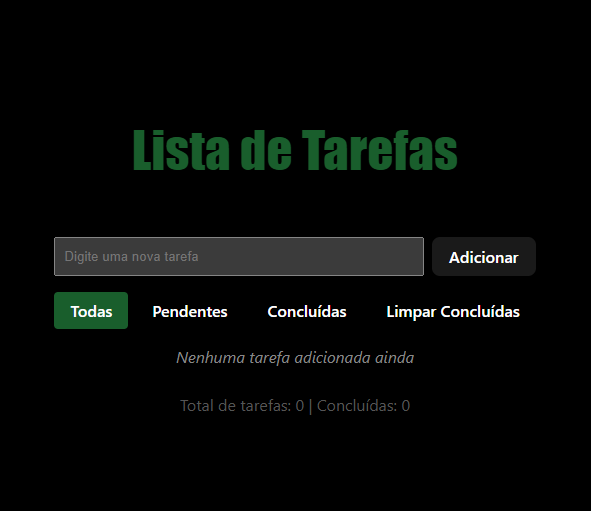 Lista de Tarefas
Digite uma nova tarefa Adicionar
Todas Pendentes Concluídas Limpar Concluídas
Nenhuma tarefa adicionada ainda
Total de tarefas: 0 | Concluídas: 0